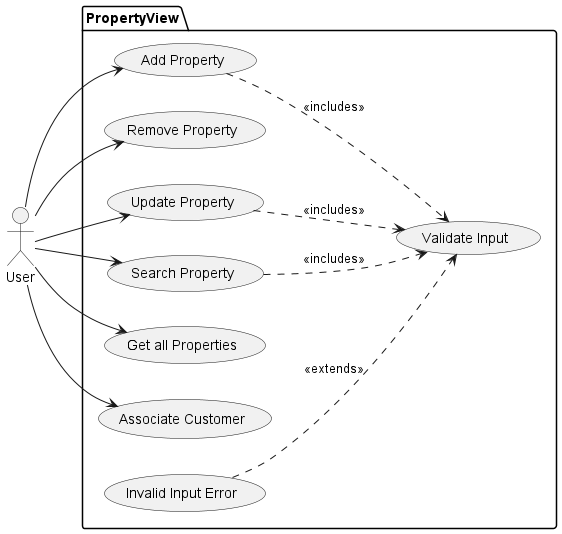 PropertyView
Add Property
«includes»
Remove Property
Update Property
«includes»
Validate Input
Search Property
«includes»
User
Get all Properties
«extends»
Associate Customer
Invalid Input Error